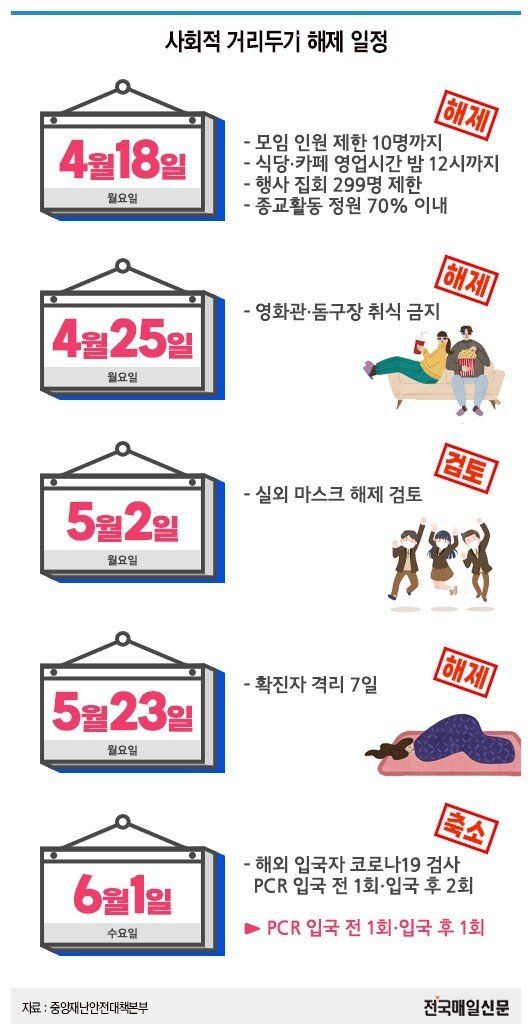 사회적 거리두기 해제 일정
4월18일
월요일
해제
- 모임 인원 제한 10명까지
- 식당·카페 영업시간 밤 12시까지
- 행사 집회 299명 제한
- 종교활동 정원 70% 이내
4월25일
월요일
해제
- 영화관·돔구장 취식 금지
5월2일
월요일
검토
- 실외 마스크 해제 검토
5월23일
월요일
해제
- 확진자 격리 7일
6월1일
수요일
축소
- 해외 입국자 코로나19 검사
PCR 입국 전 1회·입국 후 2회
► PCR 입국 전 1회·입국 후 1회
자료 : 중앙재난안전대책본부
전국매일신문